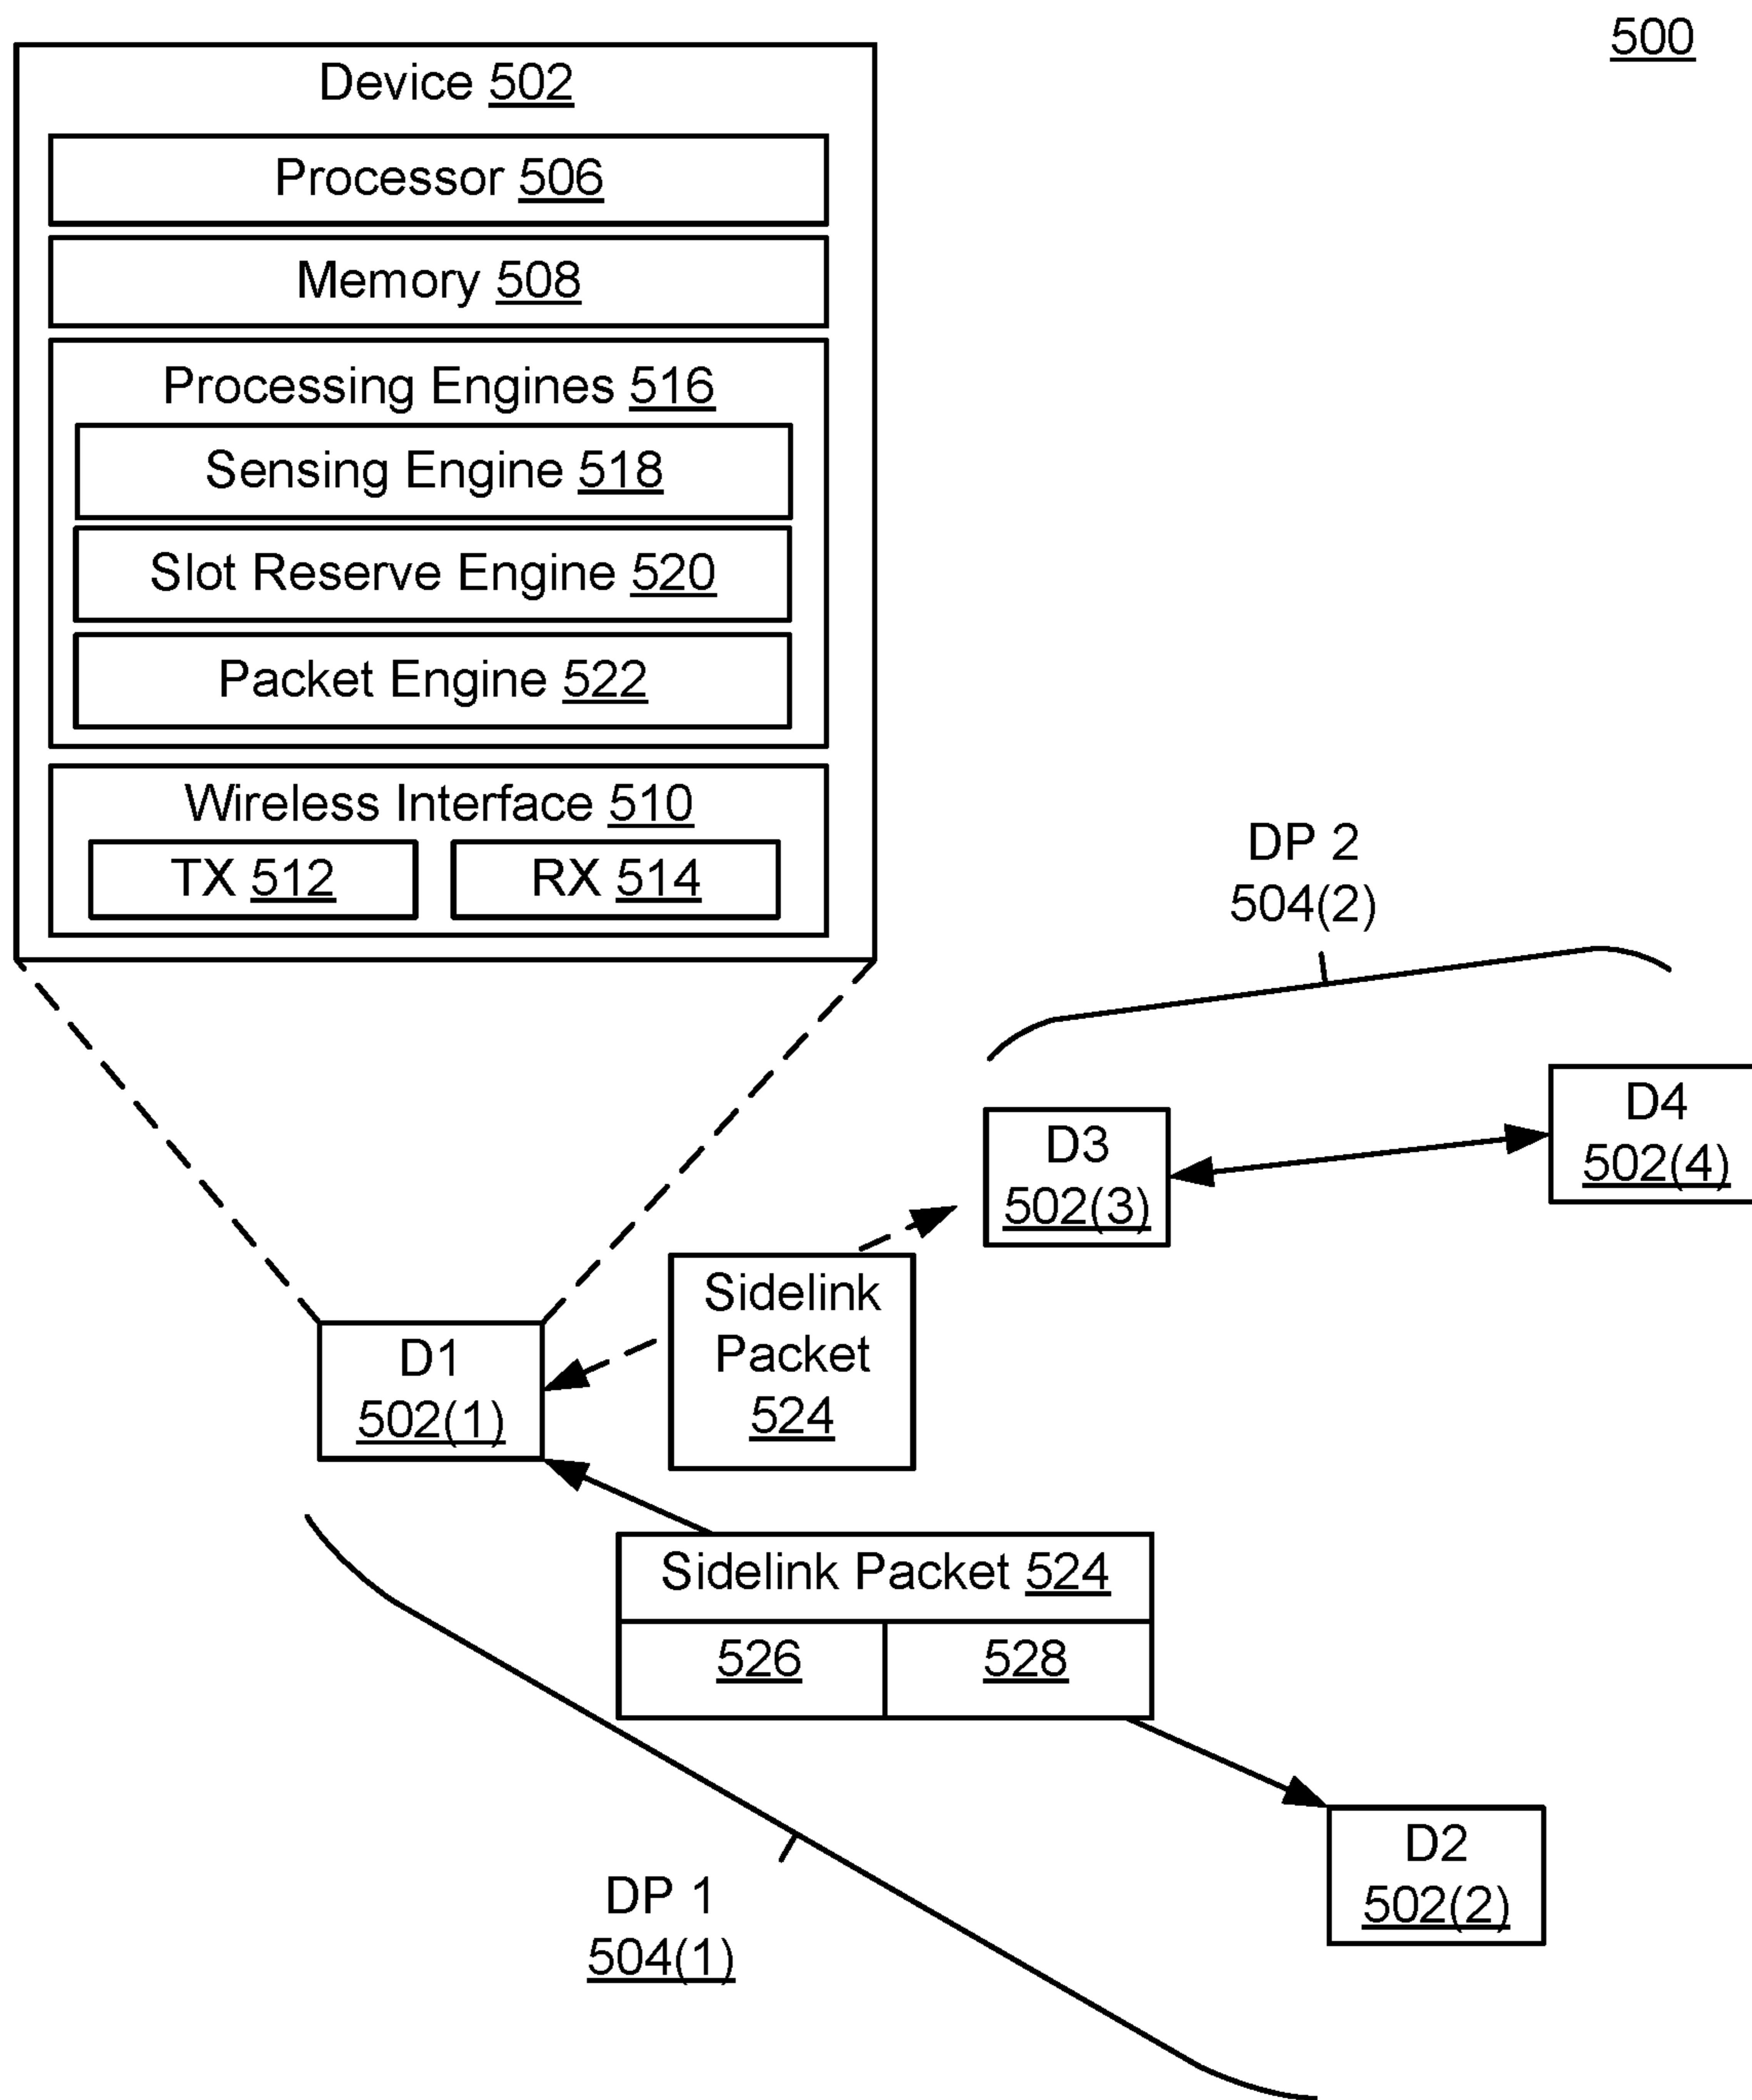 500
Device 502
Processor 506
Memory 508
Processing Engines 516
Sensing Engine 518
Slot Reserve Engine 520
Packet Engine 522
Wireless Interface 510
TX 512
RX 514
DP 2
504(2)
D4
502(4)
D3
502(3)
Sidelink
Packet
524
D1
502(1)
Sidelink Packet 524
526
528
D2
502(2)
DP 1
504(1)